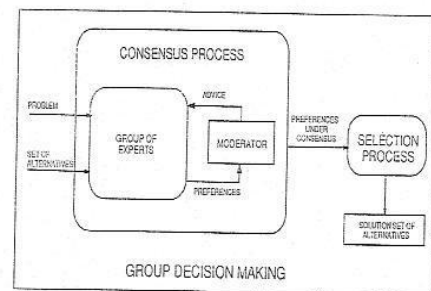 CONSENSUS PROCESS
PROBLEM
SET OF
ALTERNATIVES
GROUP OF
EXPERTS
ADVICE
MODERATOR
PREFERENCES
PREFERENCES
UNDER
CONSENSUS
SELECTION
PROCESS
SOLUTION SET OF
ALTERNATIVES
GROUP DECISION MAKING